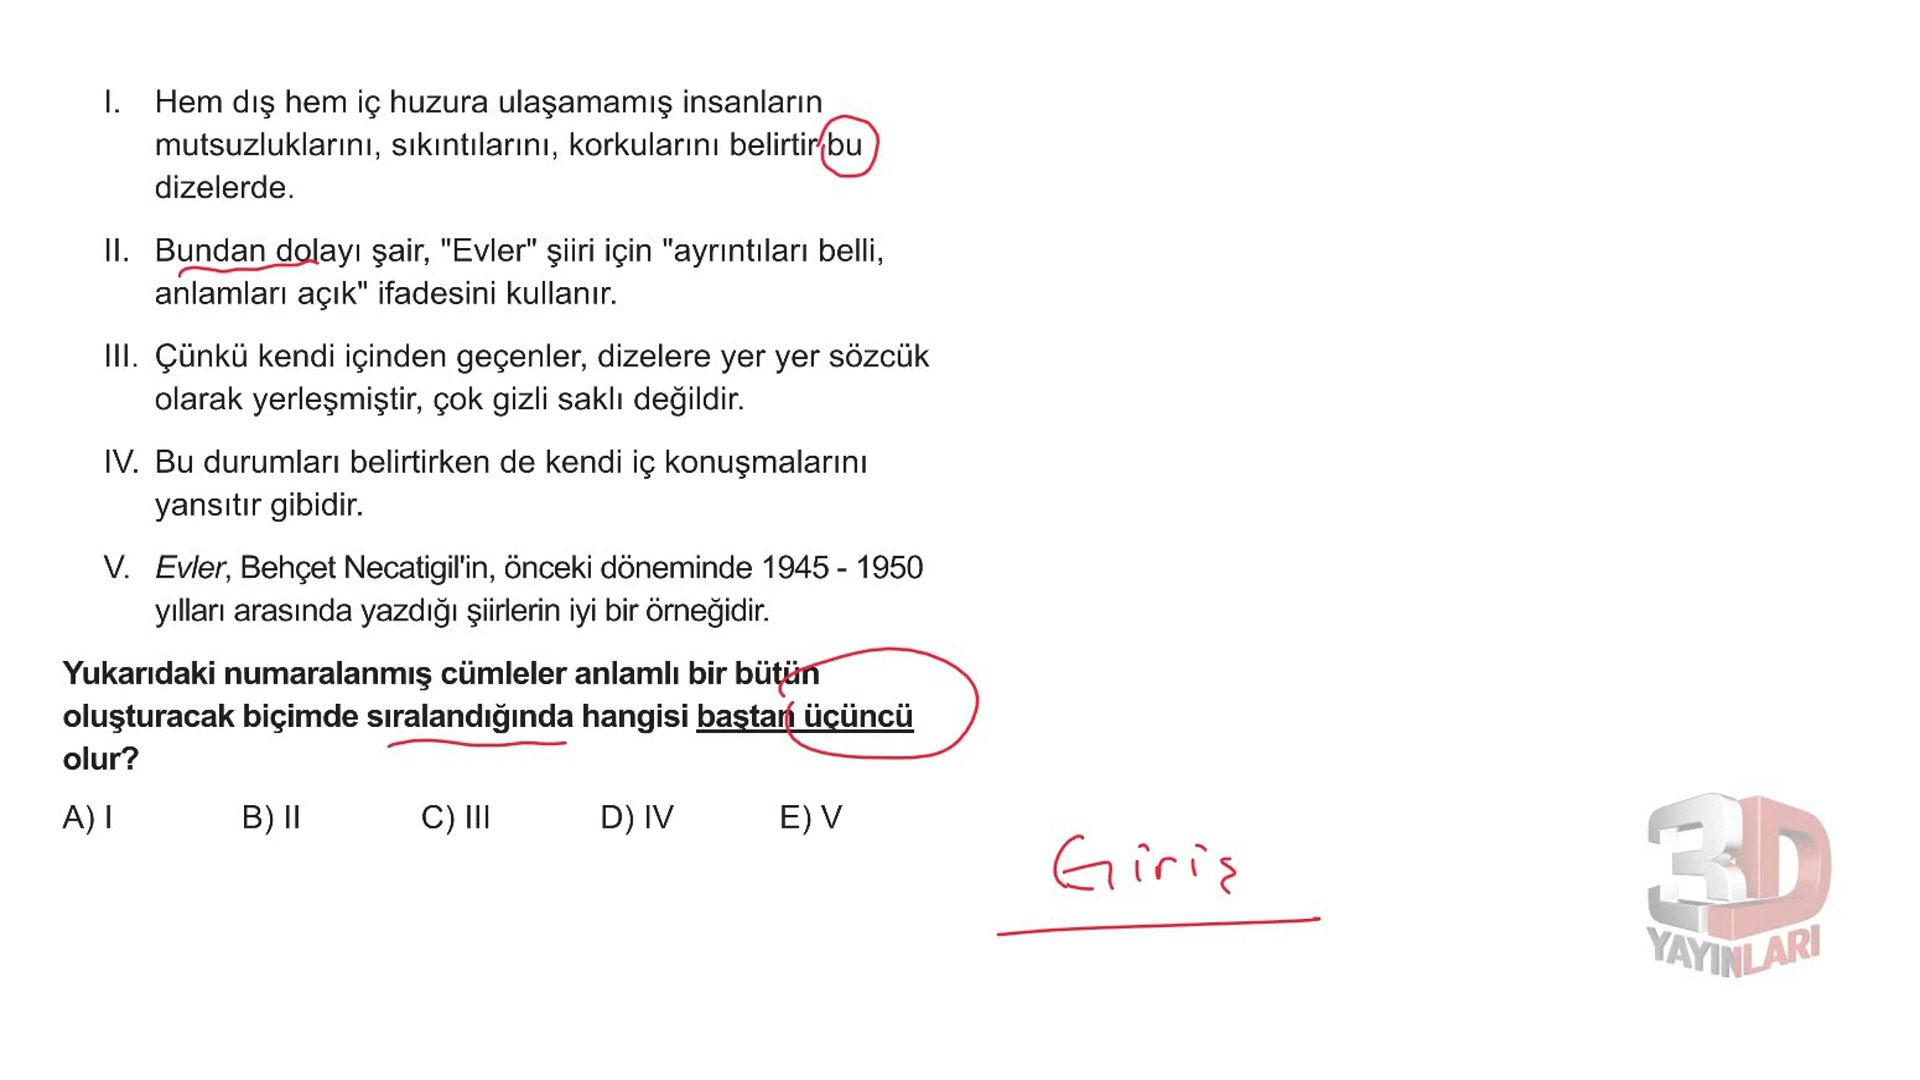 I. Hem dış hem iç huzura ulaşamamış insanların
mutsuzluklarını, sıkıntılarını, korkularını belirtir bu
dizelerde.
II. Bundan dolayı şair, "Evler" şiiri için "ayrıntıları belli,
anlamları açık" ifadesini kullanır.
III. Çünkü kendi içinden geçenler, dizelere yer yer sözcük
olarak yerleşmiştir, çok gizli saklı değildir.
IV. Bu durumları belirtirken de kendi iç konuşmalarını
yansıtır gibidir.
V. Evler, Behçet Necatigil'in, önceki döneminde 1945 - 1950
yılları arasında yazdığı şiirlerin iyi bir örneğidir.
Yukarıdaki numaralanmış cümleler anlamlı bir bütün
oluşturacak biçimde sıralandığında hangisi baştan üçüncü
olur?
A) I B) II C) III D) IV E) V
Giriş
3D
YAYINLARI